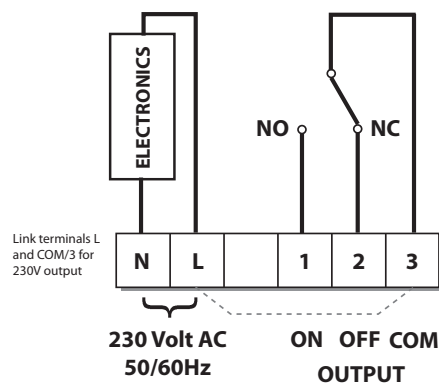 ELECTRONICS
NO
NC
Link terminals L
and COM/3 for
230V output
N L 1 2 3
230 Volt AC
50/60Hz
ON OFF COM
OUTPUT